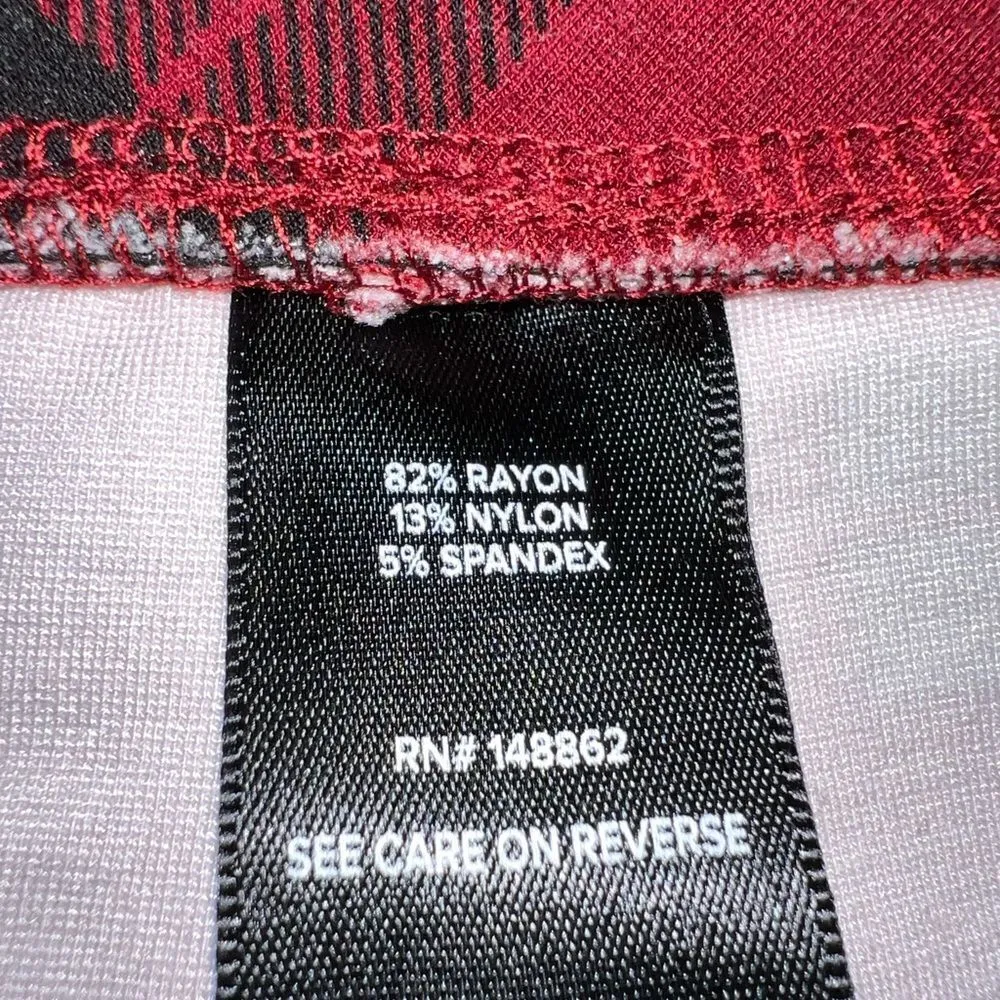 82% RAYON
13% NYLON
5% SPANDEX
RN# 148862
SEE CARE ON REVERSE